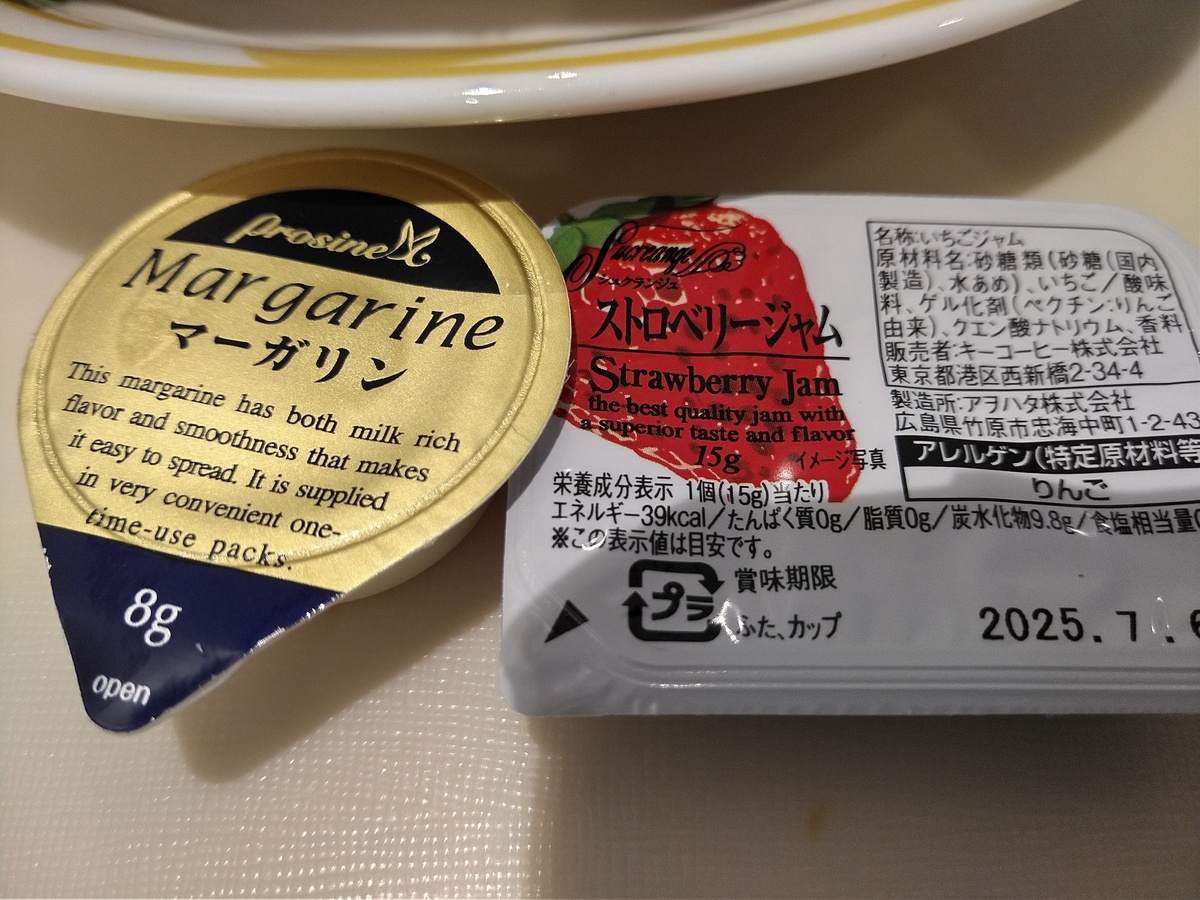 Prosine
Margarine
マーガリン
This margarine has both milk rich
flavor and smoothness that makes
it easy to spread. It is supplied
in very convenient one-
time-use packs.
8g
open
Sucreange
シュクランジュ
ストロベリージャム
Strawberry Jam
the best quality jam with
a superior taste and flavor
15g
イメージ写真
名称:いちごジャム
原材料名:砂糖類(砂糖(国内
製造)、水あめ)、いちご/酸味
料、ゲル化剤(ペクチン:りんご
由来)、クエン酸ナトリウム、香料
販売者:キーコーヒー株式会社
東京都港区西新橋2-34-4
製造所:アヲハタ株式会社
広島県竹原市忠海中町1-2-43
アレルゲン(特定原材料等
りんご
栄養成分表示 1個(15g)当たり
エネルギー39kcal/たんぱく質0g/脂質0g/炭水化物9.8g/食塩相当量
※この表示値は目安です。
プラ
賞味期限
ふた、カップ
2025.7.6